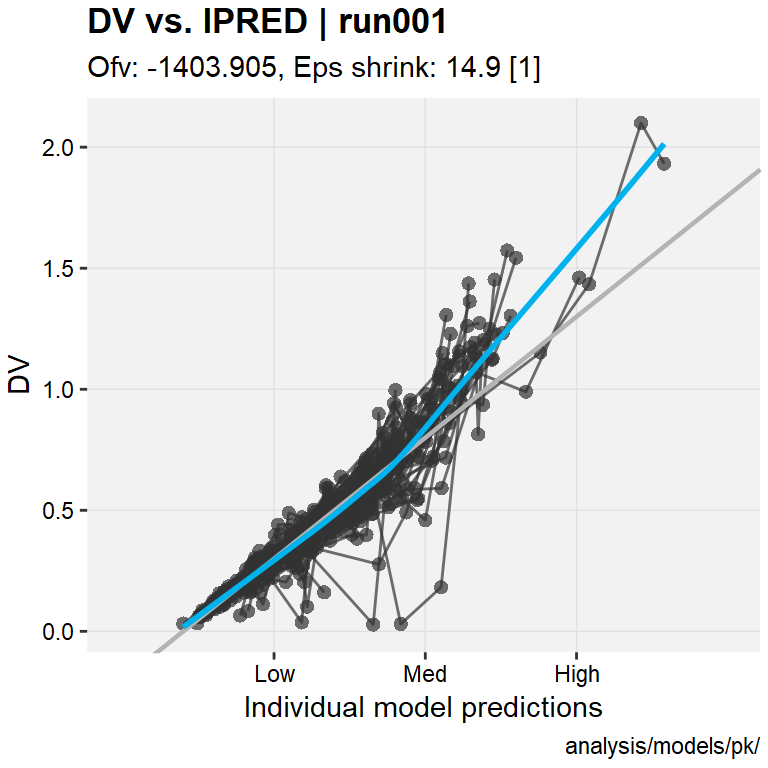 DV vs. IPRED | run001
Ofv: -1403.905, Eps shrink: 14.9 [1]
2.0
1.5
1.0
0.5
0.0
DV
Low Med High
Individual model predictions
analysis/models/pk/